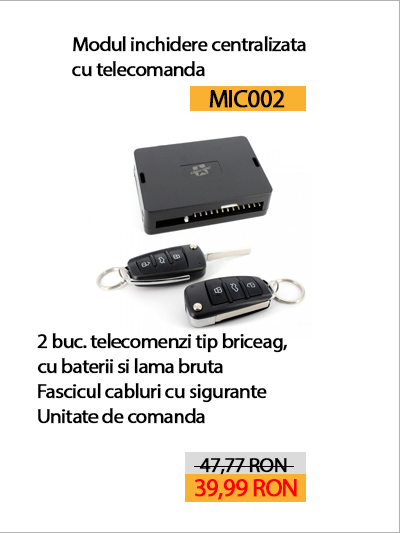 Modul inchidere centralizata
cu telecomanda
MIC002
2 buc. telecomenzi tip briceag,
cu baterii si lama bruta
Fascicul cabluri cu sigurante
Unitate de comanda
47,77 RON
39,99 RON